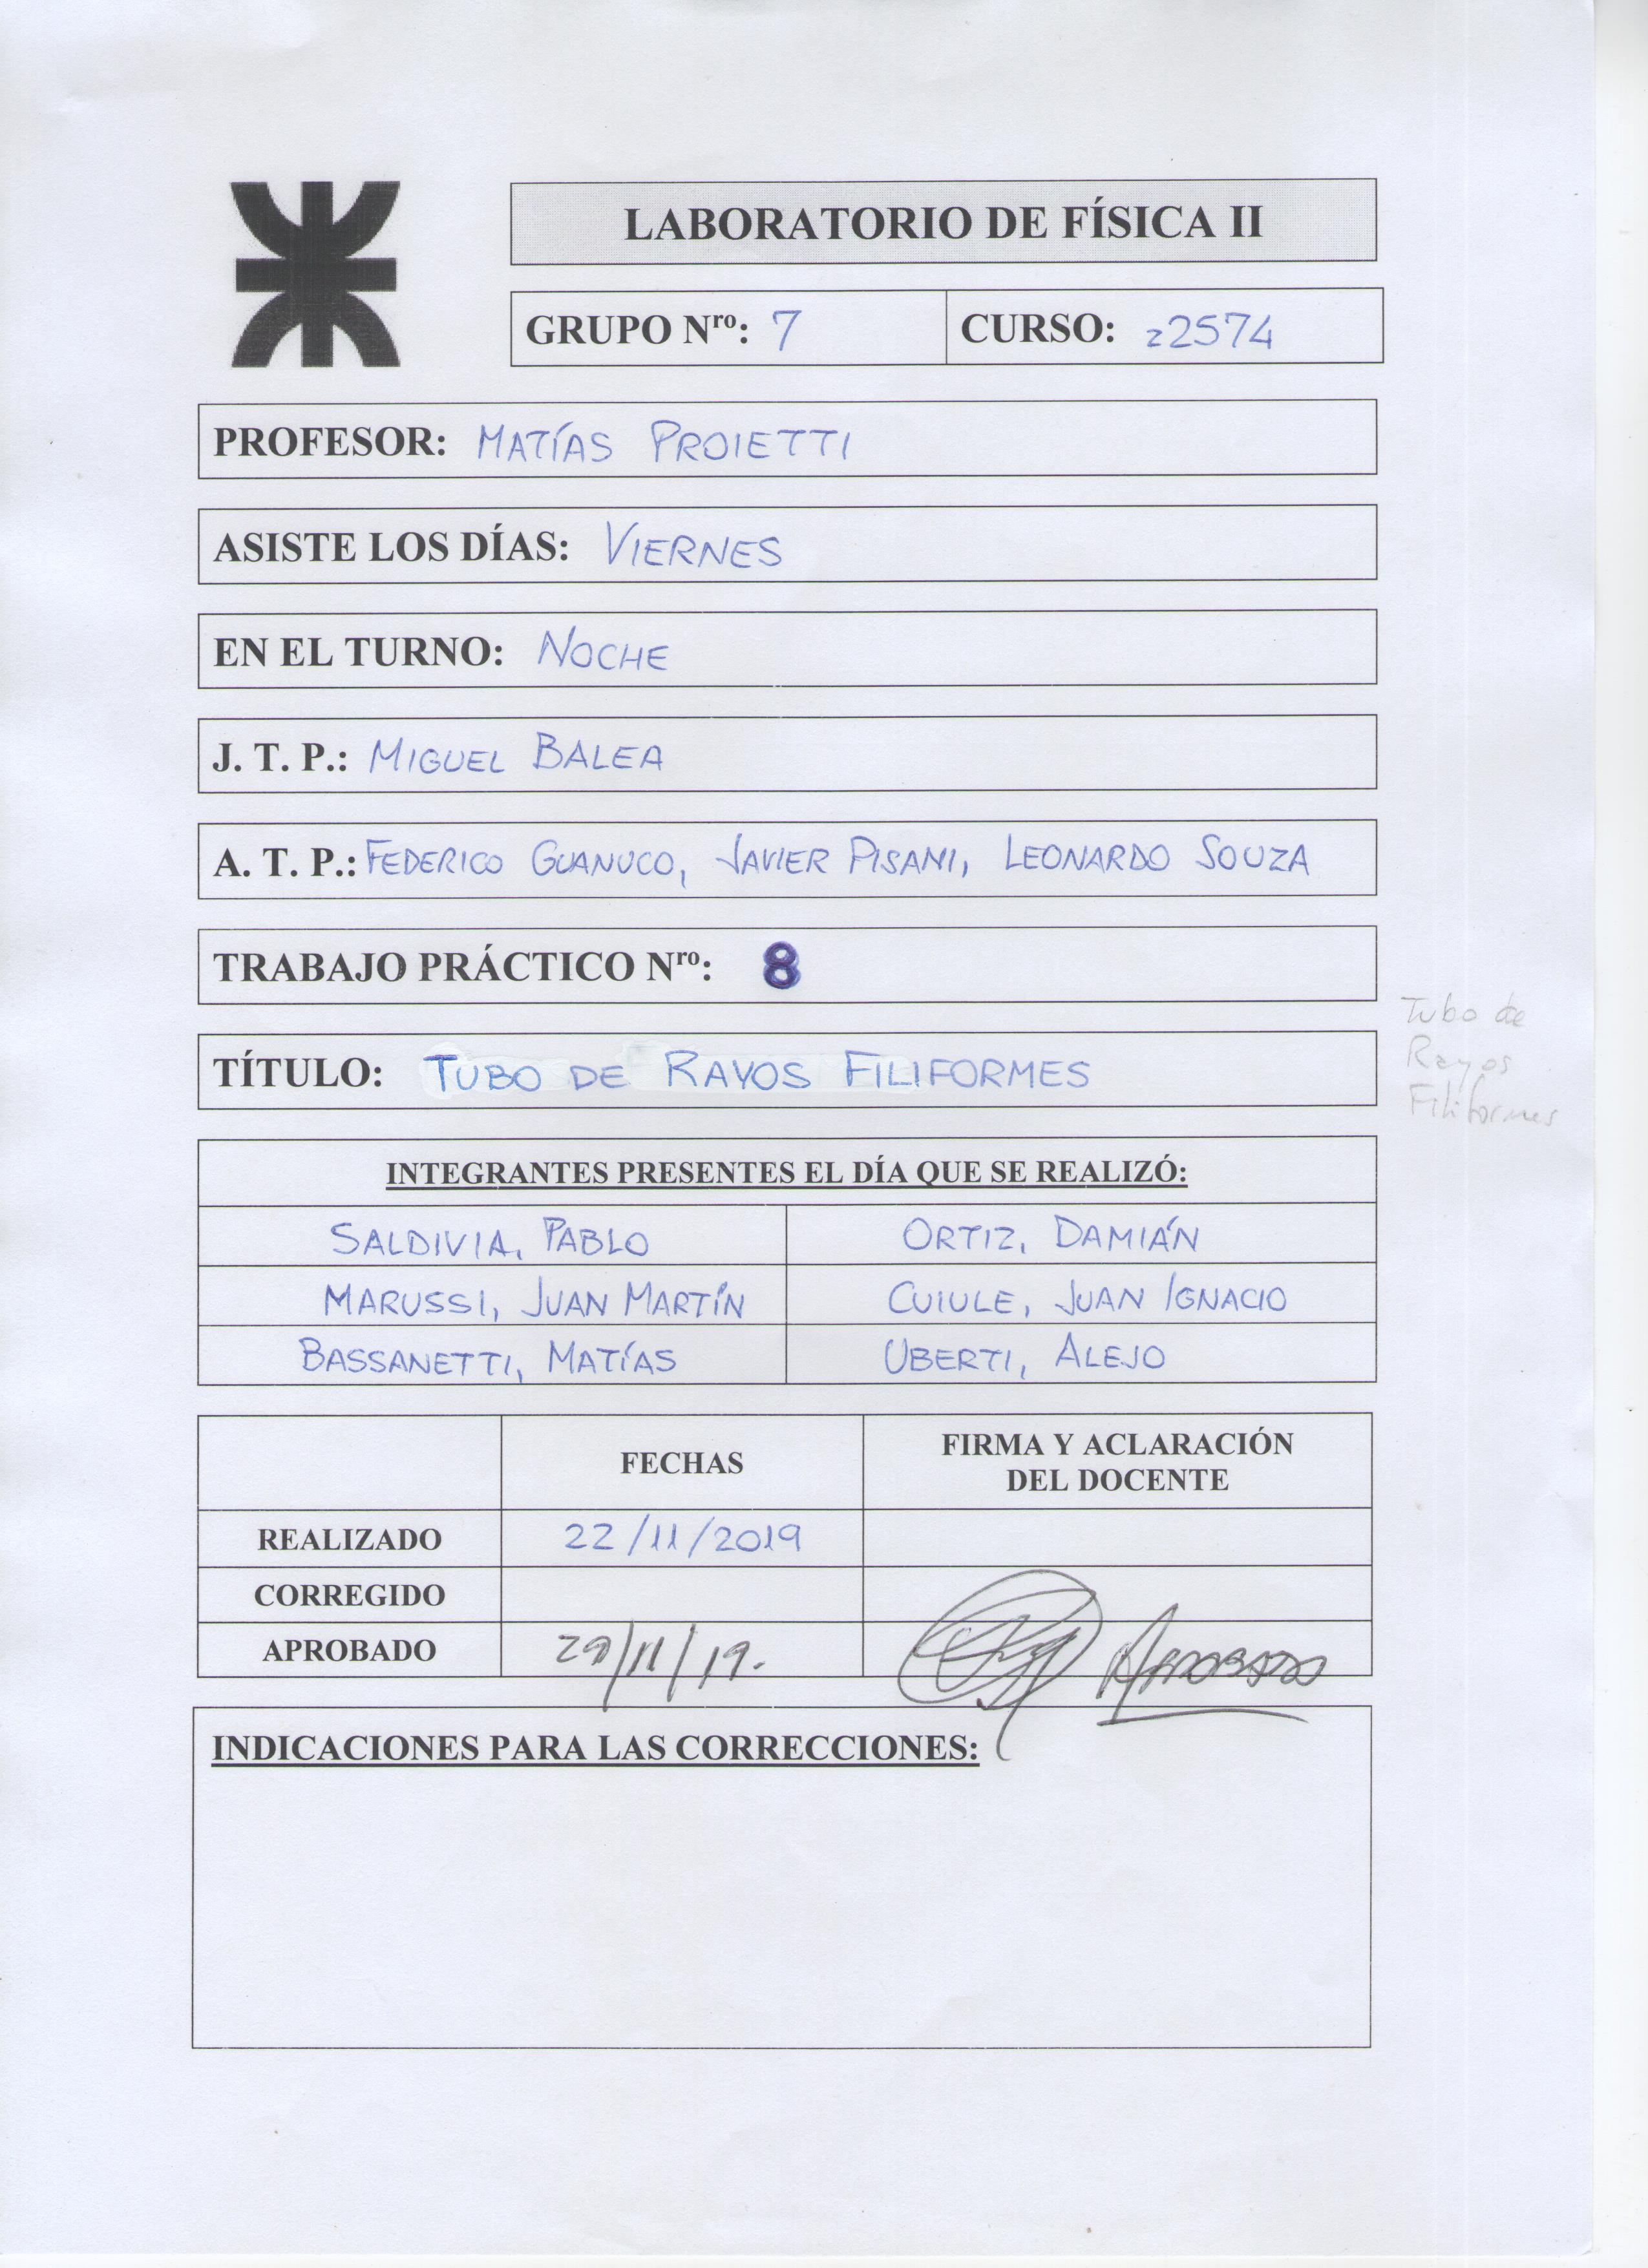 LABORATORIO DE FÍSICA II
GRUPO Nro: 7 CURSO: z2574
PROFESOR: MATÍAS PROIETTI
ASISTE LOS DÍAS: VIERNES
EN EL TURNO: NOCHE
J. T. P.: MIGUEL BALEA
A. T. P.: FEDERICO GUANUCO, JAVIER PISANI, LEONARDO SOUZA
TRABAJO PRÁCTICO Nro: 8
Tubo de
Rayos
Filiformes
TÍTULO: TUBO DE RAYOS FILIFORMES
INTEGRANTES PRESENTES EL DÍA QUE SE REALIZÓ:
SALDIVIA, PABLO ORTIZ, DAMIÁN
MARUSSI, JUAN MARTÍN CUIULE, JUAN IGNACIO
BASSANETTI, MATÍAS UBERTI, ALEJO
FECHAS FIRMA Y ACLARACIÓN
DEL DOCENTE
REALIZADO 22/11/2019
CORREGIDO
APROBADO 29/11/19. APROBADO
INDICACIONES PARA LAS CORRECCIONES: